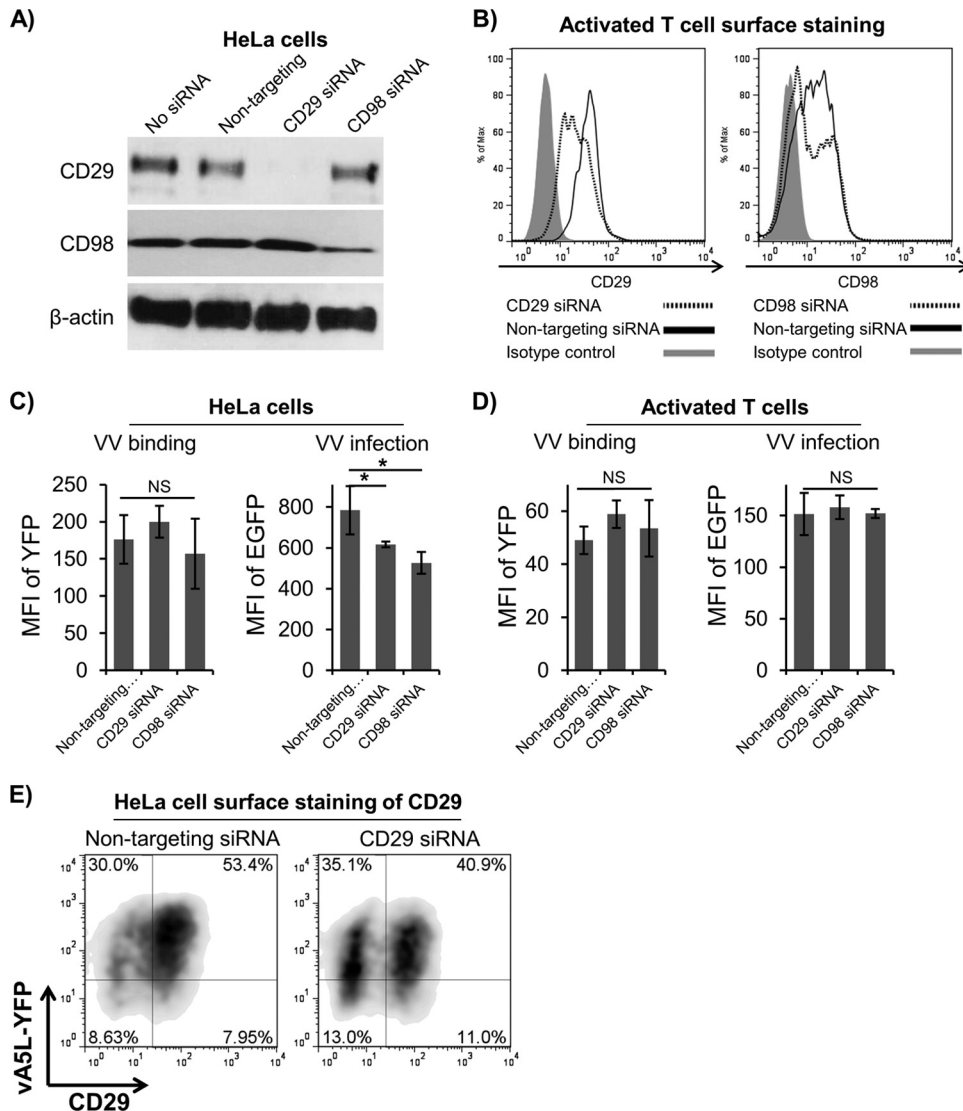 A)
HeLa cells
No siRNA
Non-targeting
CD29 siRNA
CD98 siRNA
CD29
CD98
β-actin
B)
Activated T cell surface staining
% of Max
100
80
60
40
20
0
10⁰ 10¹ 10² 10³ 10⁴
CD29
CD29 siRNA
Non-targeting siRNA
Isotype control
% of Max
100
80
60
40
20
0
10⁰ 10¹ 10² 10³ 10⁴
CD98
CD98 siRNA
Non-targeting siRNA
Isotype control
C)
HeLa cells
VV binding
MFI of YFP
250
200
150
100
50
0
NS
Non-targeting…
CD29 siRNA
CD98 siRNA
VV infection
MFI of EGFP
800
600
400
200
0
*
*
Non-targeting…
CD29 siRNA
CD98 siRNA
D)
Activated T cells
VV binding
MFI of YFP
60
40
20
0
NS
Non-targeting…
CD29 siRNA
CD98 siRNA
VV infection
MFI of EGFP
150
100
50
0
NS
Non-targeting…
CD29 siRNA
CD98 siRNA
E)
HeLa cell surface staining of CD29
Non-targeting siRNA
30.0% 53.4%
8.63% 7.95%
10⁴
10³
10²
10¹
10⁰
10⁰ 10¹ 10² 10³ 10⁴
CD29 siRNA
35.1% 40.9%
13.0% 11.0%
10⁴
10³
10²
10¹
10⁰
10⁰ 10¹ 10² 10³ 10⁴
vA5L-YFP
CD29